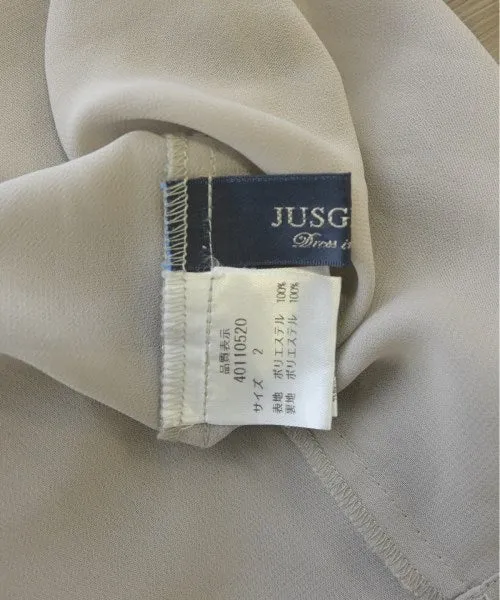 JUSG
Dress i
品質表示
40110520
サイズ 2
表地 ポリエステル 100%
裏地 ポリエステル 100%